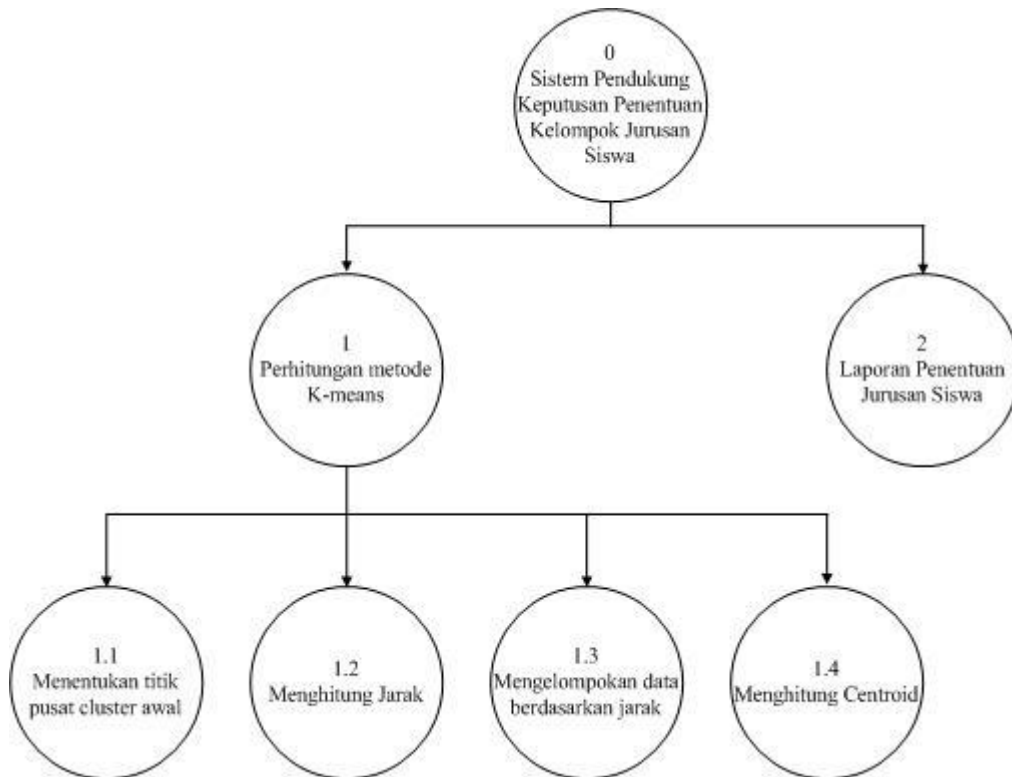 0
Sistem Pendukung
Keputusan Penentuan
Kelompok Jurusan
Siswa
1
Perhitungan metode
K-means
2
Laporan Penentuan
Jurusan Siswa
1.1
Menentukan titik
pusat cluster awal
1.2
Menghitung Jarak
1.3
Mengelompokan data
berdasarkan jarak
1.4
Menghitung Centroid